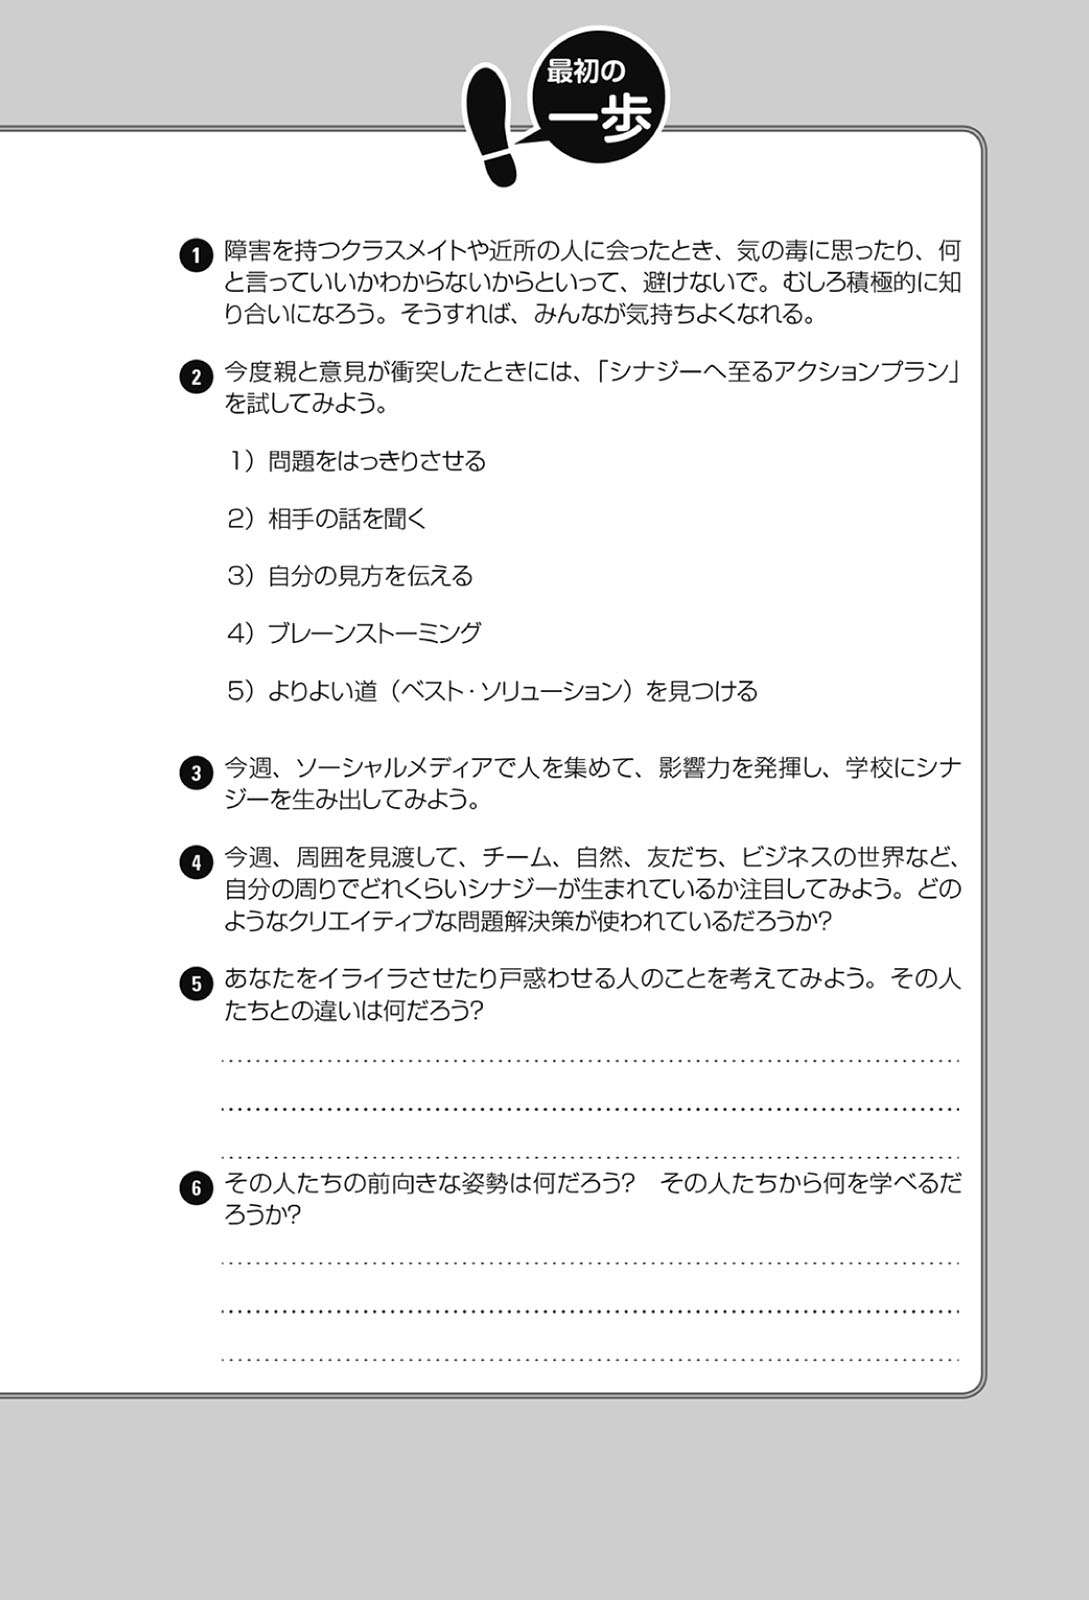 最初の
一歩
1 障害を持つクラスメイトや近所の人に会ったとき、気の毒に思ったり、何
と言っていいかわからないからといって、避けないで。むしろ積極的に知
り合いになろう。そうすれば、みんなが気持ちよくなれる。
2 今度親と意見が衝突したときには、「シナジーへ至るアクションプラン」
を試してみよう。
1）問題をはっきりさせる
2）相手の話を聞く
3）自分の見方を伝える
4）ブレーンストーミング
5）よりよい道（ベスト・ソリューション）を見つける
3 今週、ソーシャルメディアで人を集めて、影響力を発揮し、学校にシナ
ジーを生み出してみよう。
4 今週、周囲を見渡して、チーム、自然、友だち、ビジネスの世界など、
自分の周りでどれくらいシナジーが生まれているか注目してみよう。どの
ようなクリエイティブな問題解決策が使われているだろうか?
5 あなたをイライラさせたり戸惑わせる人のことを考えてみよう。その人
たちとの違いは何だろう?
6 その人たちの前向きな姿勢は何だろう?　その人たちから何を学べるだ
ろうか?